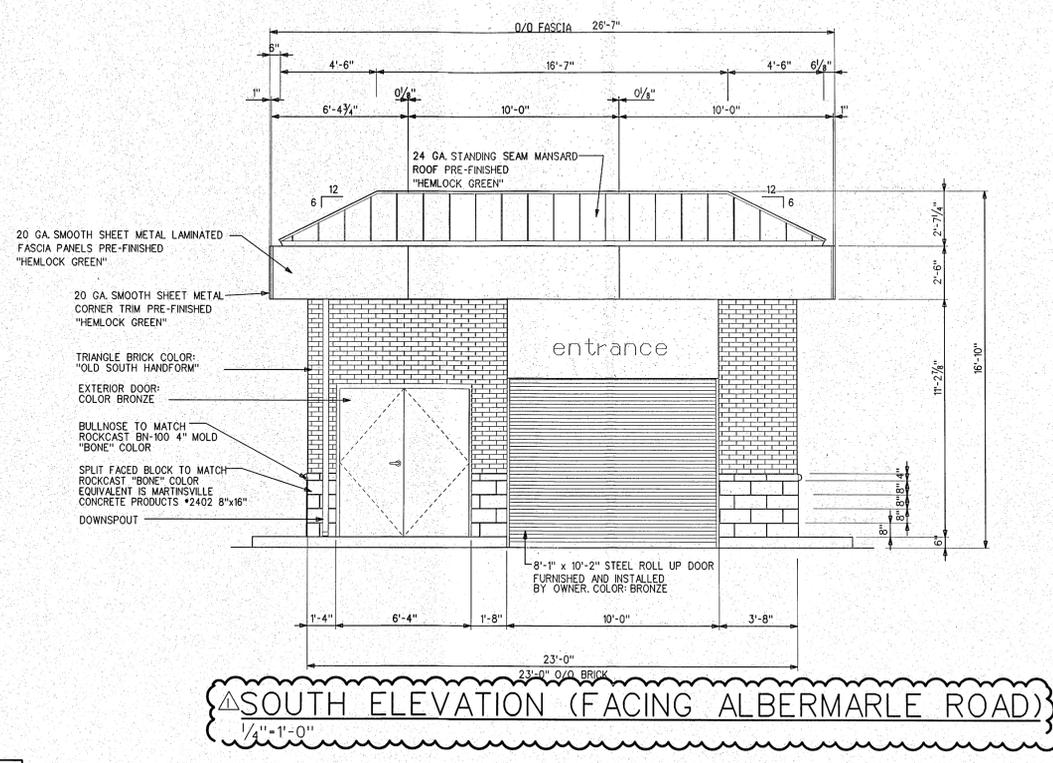 O/O FASCIA 26'-7"
6"
4'-6" 16'-7" 4'-6" 6⅛"
1" 0⅛" 0⅛" 1"
6'-4¾" 10'-0" 10'-0"
24 GA. STANDING SEAM MANSARD
ROOF PRE-FINISHED
"HEMLOCK GREEN"
12
6
12
6
2'-7¼"
20 GA. SMOOTH SHEET METAL LAMINATED
FASCIA PANELS PRE-FINISHED
"HEMLOCK GREEN"
2'-6"
20 GA. SMOOTH SHEET METAL
CORNER TRIM PRE-FINISHED
"HEMLOCK GREEN"
entrance
TRIANGLE BRICK COLOR:
"OLD SOUTH HANDFORM"
EXTERIOR DOOR:
COLOR BRONZE
11'-2⅞"
16'-10"
BULLNOSE TO MATCH
ROCKCAST BN-100 4" MOLD
"BONE" COLOR
SPLIT FACED BLOCK TO MATCH
ROCKCAST "BONE" COLOR
EQUIVALENT IS MARTINSVILLE
CONCRETE PRODUCTS *2402 8"x16"
DOWNSPOUT
4"
8"
8"
8"
8"
8"
6"
8'-1" x 10'-2" STEEL ROLL UP DOOR
FURNISHED AND INSTALLED
BY OWNER. COLOR: BRONZE
1'-4" 6'-4" 1'-8" 10'-0" 3'-8"
23'-0"
23'-0" O/O BRICK
1
SOUTH ELEVATION (FACING ALBERMARLE ROAD)
¼"=1'-0"